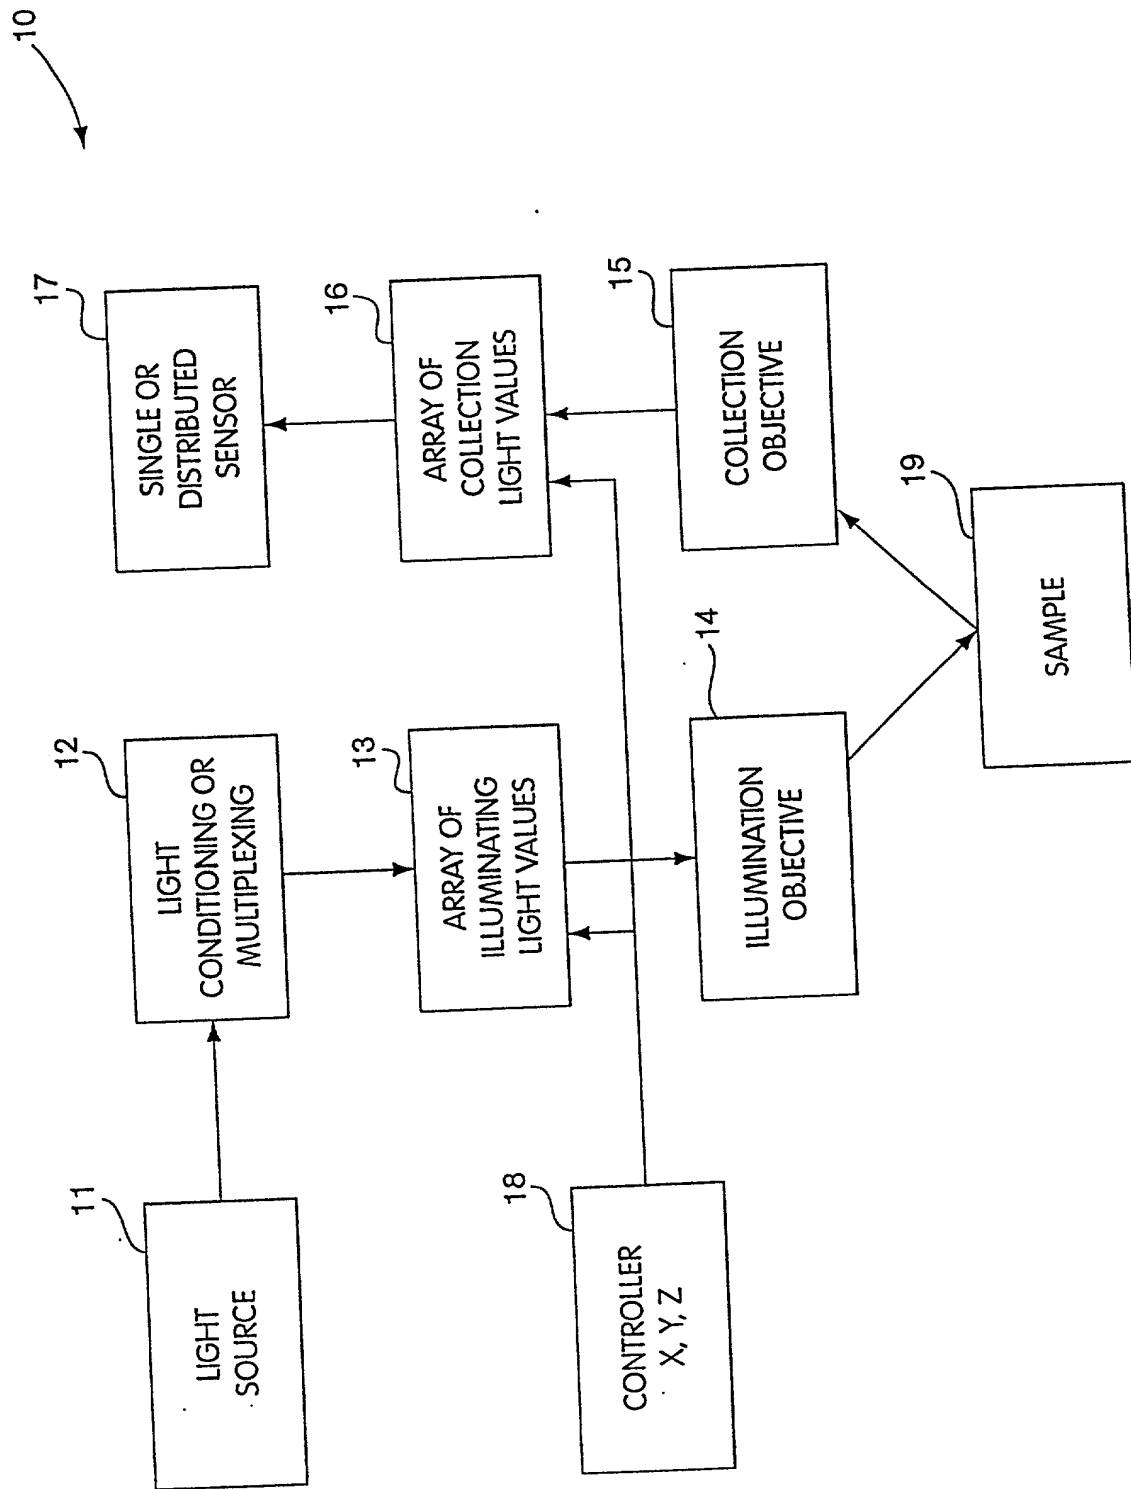 10
17
SINGLE OR
DISTRIBUTED
SENSOR
16
ARRAY OF
COLLECTION
LIGHT VALUES
15
COLLECTION
OBJECTIVE
12
LIGHT
CONDITIONING OR
MULTIPLEXING
13
ARRAY OF
ILLUMINATING
LIGHT VALUES
14
ILLUMINATION
OBJECTIVE
19
SAMPLE
11
LIGHT
SOURCE
18
CONTROLLER
X, Y, Z